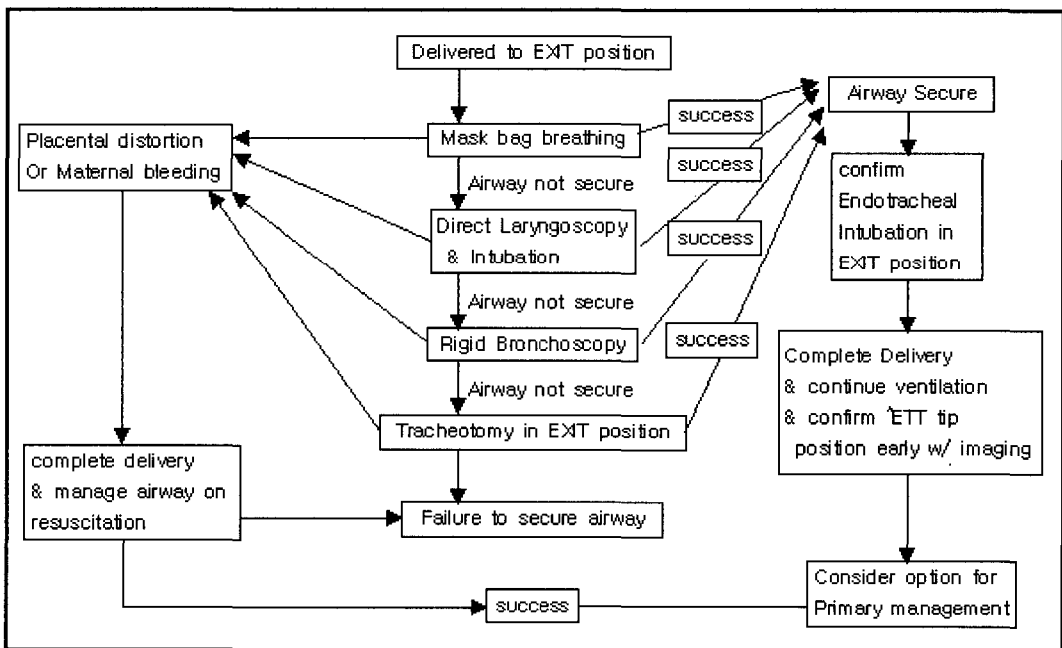 Delivered to EXIT position
success
Airway Secure
Placental distortion
Or Maternal bleeding
Mask bag breathing
success
Airway not secure
confirm
Endotracheal
Intubation in
EXIT position
Direct Laryngoscopy
& Intubation
success
Airway not secure
Rigid Bronchoscopy
success
Complete Delivery
& continue ventilation
& confirm ETT tip
position early w/ imaging
Airway not secure
Tracheotomy in EXIT position
complete delivery
& manage airway on
resuscitation
Failure to secure airway
Consider option for
Primary management
success